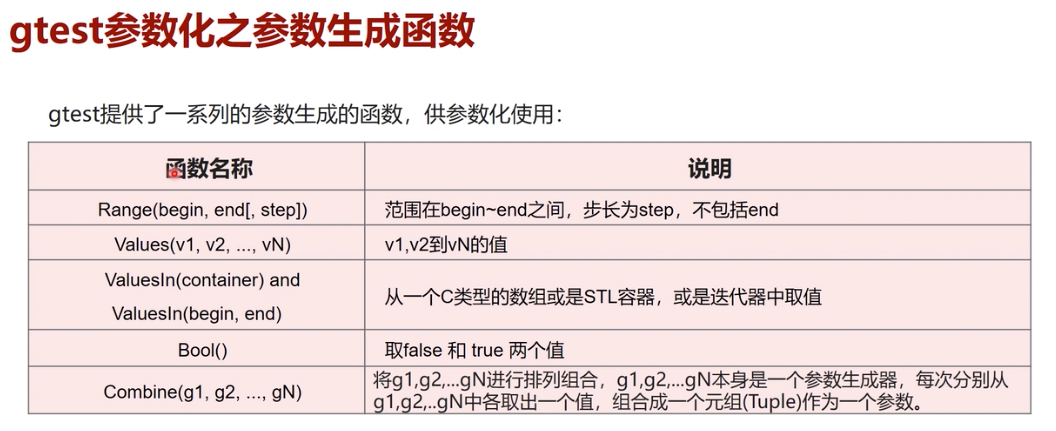 gtest参数化之参数生成函数
gtest提供了一系列的参数生成的函数，供参数化使用：
函数名称
说明
Range(begin, end[, step])
范围在begin~end之间，步长为step，不包括end
Values(v1, v2, ..., vN)
v1,v2到vN的值
ValuesIn(container) and
ValuesIn(begin, end)
从一个C类型的数组或是STL容器，或是迭代器中取值
Bool()
取false 和 true 两个值
Combine(g1, g2, ..., gN)
将g1,g2,...gN进行排列组合，g1,g2,...gN本身是一个参数生成器，每次分别从
g1,g2,..gN中各取出一个值，组合成一个元组(Tuple)作为一个参数。